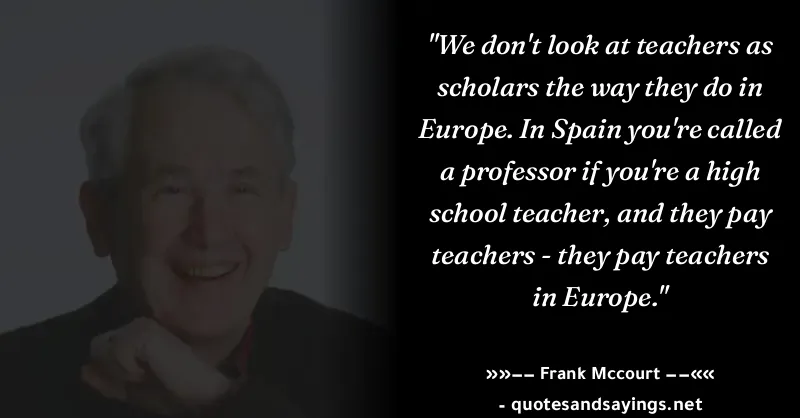 "We don't look at teachers as
scholars the way they do in
Europe. In Spain you're called
a professor if you're a high
school teacher, and they pay
teachers - they pay teachers
in Europe."
»»−− Frank Mccourt −−««
- quotesandsayings.net